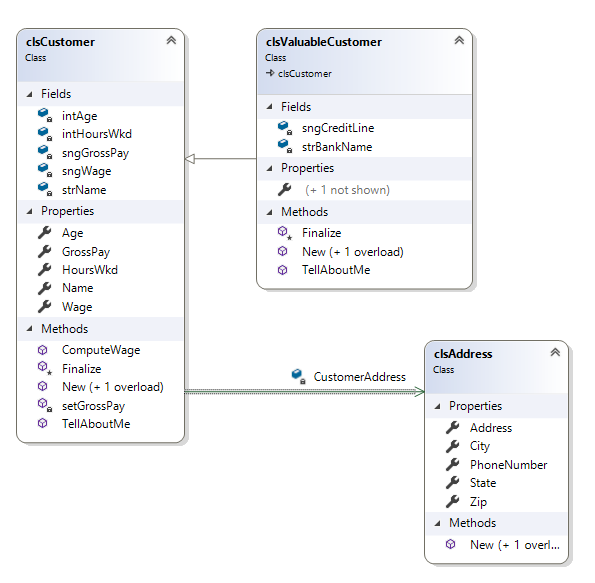 clsCustomer
Class
Fields
intAge
intHoursWkd
sngGrossPay
sngWage
strName
Properties
Age
GrossPay
HoursWkd
Name
Wage
Methods
ComputeWage
Finalize
New (+ 1 overload)
setGrossPay
TellAboutMe
clsValuableCustomer
Class
clsCustomer
Fields
sngCreditLine
strBankName
Properties
(+ 1 not shown)
Methods
Finalize
New (+ 1 overload)
TellAboutMe
CustomerAddress
clsAddress
Class
Properties
Address
City
PhoneNumber
State
Zip
Methods
New (+ 1 overl...